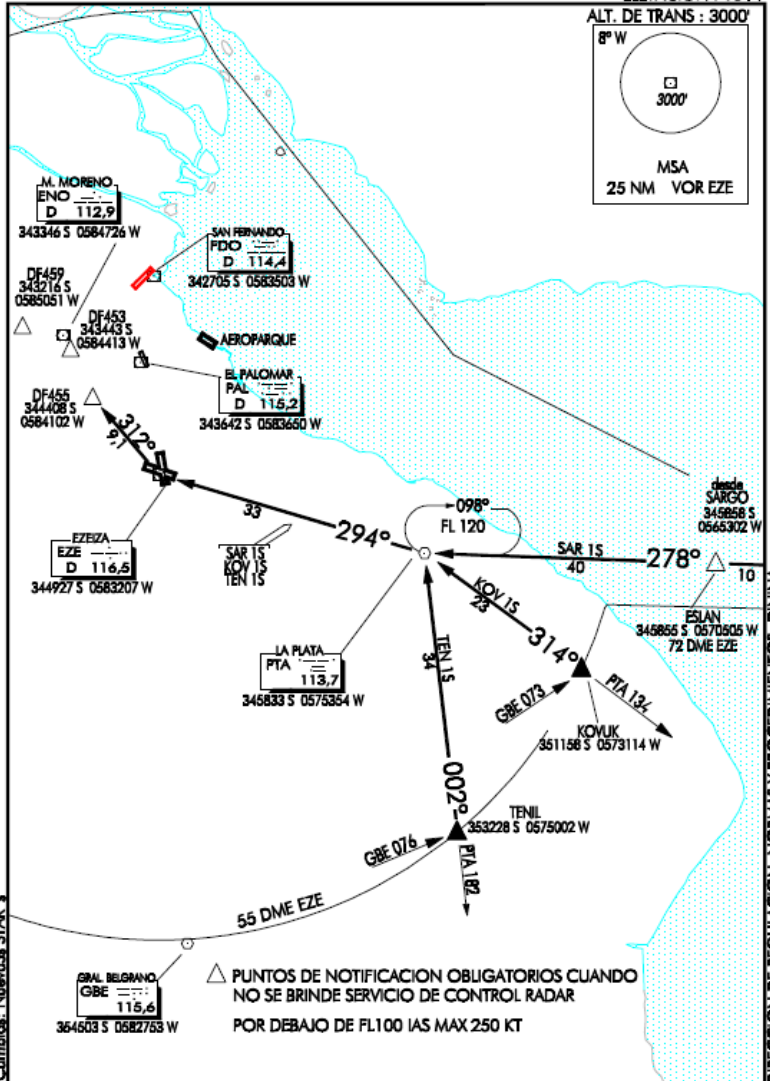 ALT. DE TRANS : 3000'
8° W
3000'
MSA
25 NM VOR EZE
M. MORENO
ENO
D 112,9
343346 S 0584726 W
SAN FERNANDO
FDO
D 114,4
342705 S 0583503 W
DF459
343216 S
0585051 W
DF453
343443 S
0584413 W
AEROPARQUE
EL PALOMAR
PAL
D 115,2
343642 S 0583650 W
DF455
344408 S
0584102 W
312°
9,1
33
294°
098°
FL 120
desde
SARGO
345858 S
0565302 W
EZEIZA
EZE
D 116,5
344927 S 0583207 W
SAR 1S
KOV 1S
TEN 1S
SAR 1S
40
278°
10
ESLAN
345855 S 0570505 W
72 DME EZE
KOV 1S
23
314°
TEN 1S
34
LA PLATA
PTA
113,7
345833 S 0575354 W
GBE 073
PTA 134
KOVUK
351158 S 0573114 W
002°
TENIL
353228 S 0575002 W
GBE 076
PTA 182
55 DME EZE
GRAL. BELGRANO
GBE
115,6
354503 S 0582753 W
PUNTOS DE NOTIFICACION OBLIGATORIOS CUANDO
NO SE BRINDE SERVICIO DE CONTROL RADAR
POR DEBAJO DE FL100 IAS MAX 250 KT